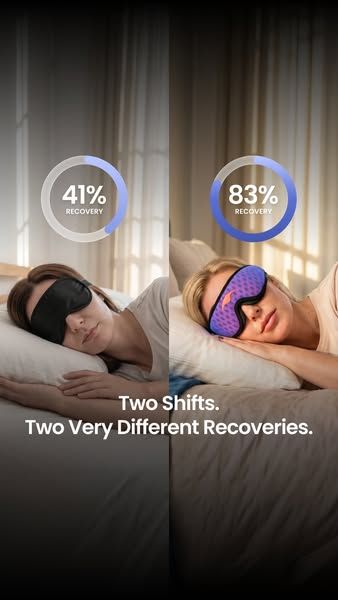 41%
RECOVERY
83%
RECOVERY
Two Shifts.
Two Very Different Recoveries.